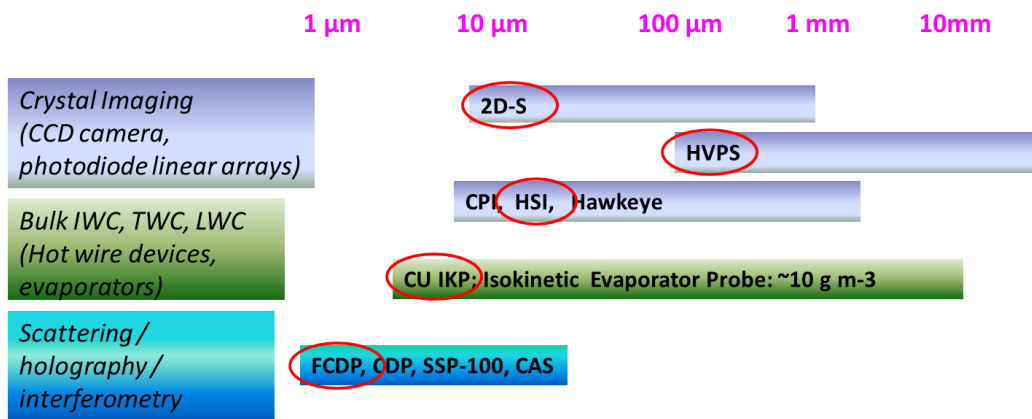 1 µm 10 µm 100 µm 1 mm 10mm
Crystal Imaging
(CCD camera,
photodiode linear arrays)
2D-S
HVPS
CPI, HSI, Hawkeye
Bulk IWC, TWC, LWC
(Hot wire devices,
evaporators)
CU IKP; Isokinetic Evaporator Probe: ~10 g m-3
Scattering /
holography /
interferometry
FCDP, CDP, SSP-100, CAS